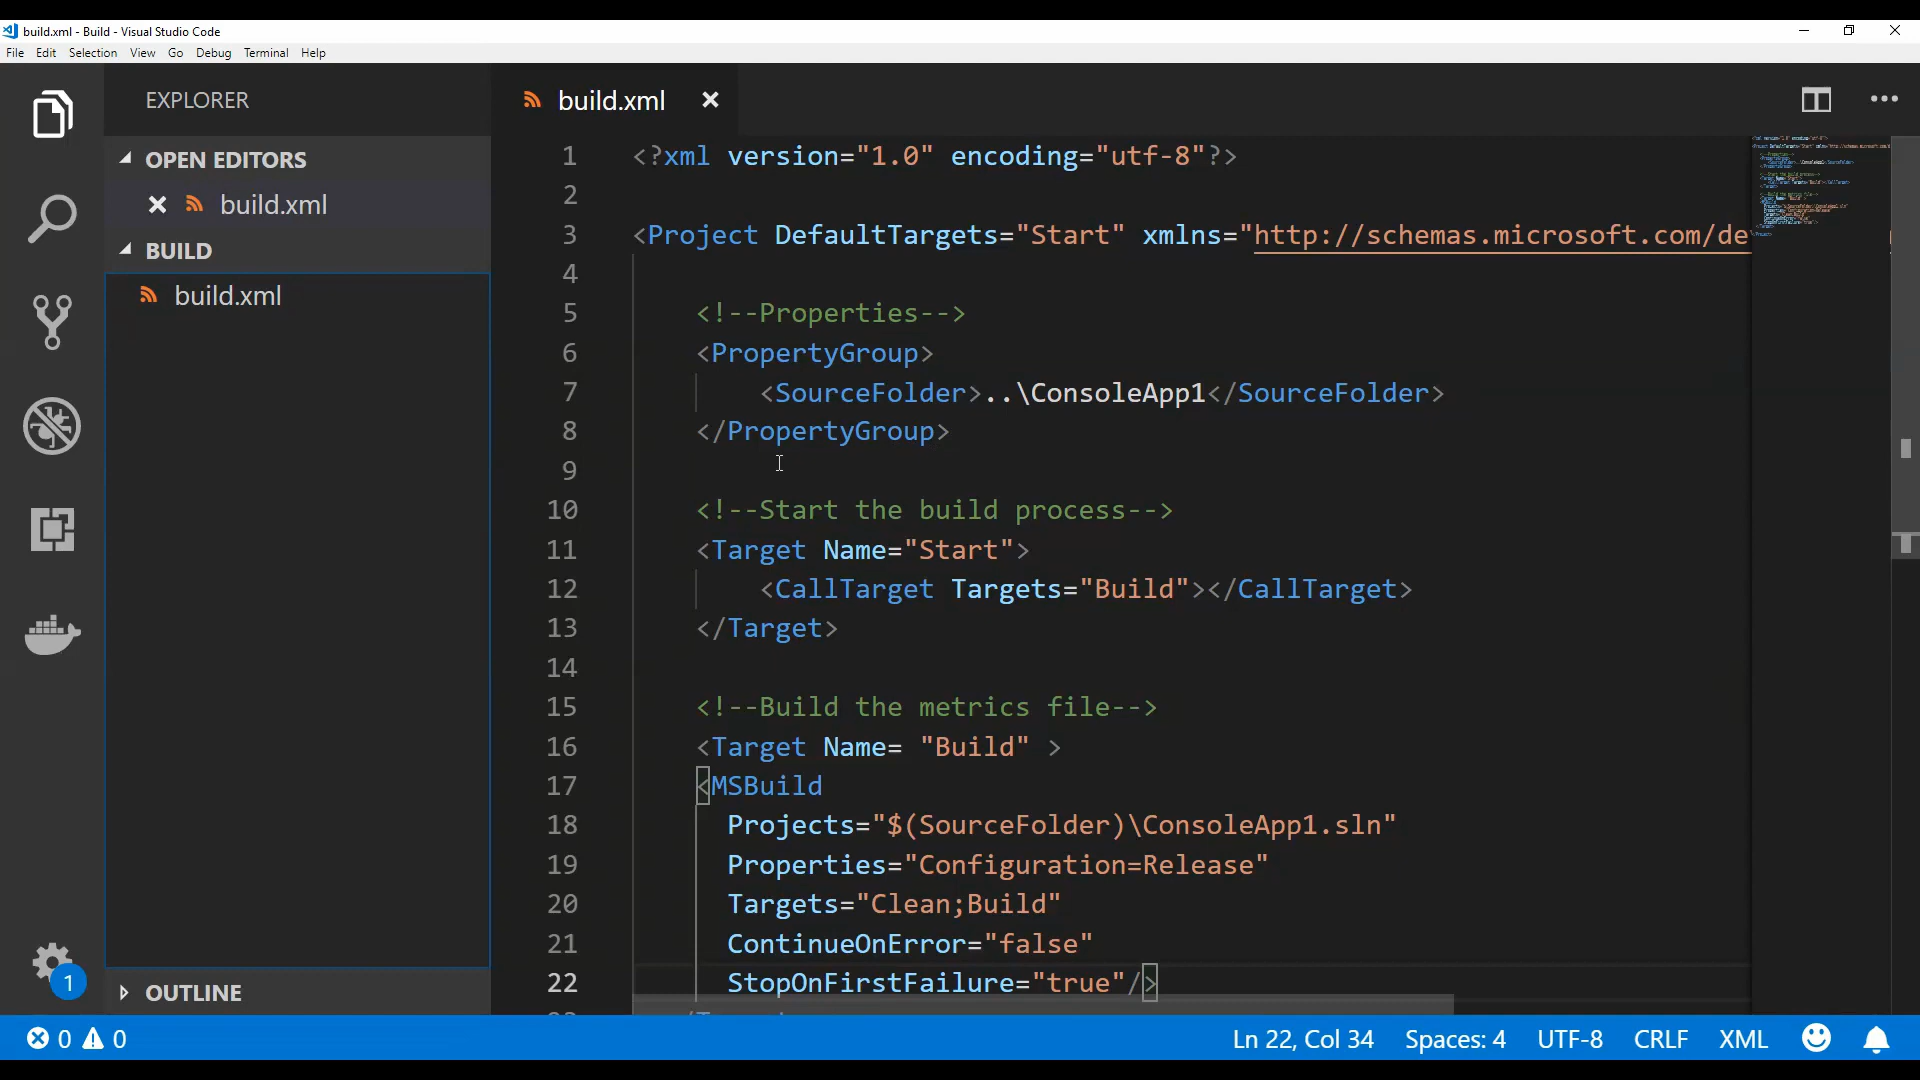 build.xml - Build - Visual Studio Code
File Edit Selection View Go Debug Terminal Help
EXPLORER
OPEN EDITORS
build.xml
BUILD
build.xml
OUTLINE
1
build.xml
1 <?xml version="1.0" encoding="utf-8"?>
2
3 <Project DefaultTargets="Start" xmlns="http://schemas.microsoft.com/de
4
5 <!--Properties-->
6 <PropertyGroup>
7 <SourceFolder>..\ConsoleApp1</SourceFolder>
8 </PropertyGroup>
9
10 <!--Start the build process-->
11 <Target Name="Start">
12 <CallTarget Targets="Build"></CallTarget>
13 </Target>
14
15 <!--Build the metrics file-->
16 <Target Name= "Build" >
17 <MSBuild
18 Projects="$(SourceFolder)\ConsoleApp1.sln"
19 Properties="Configuration=Release"
20 Targets="Clean;Build"
21 ContinueOnError="false"
22 StopOnFirstFailure="true"/>
0 0 Ln 22, Col 34 Spaces: 4 UTF-8 CRLF XML